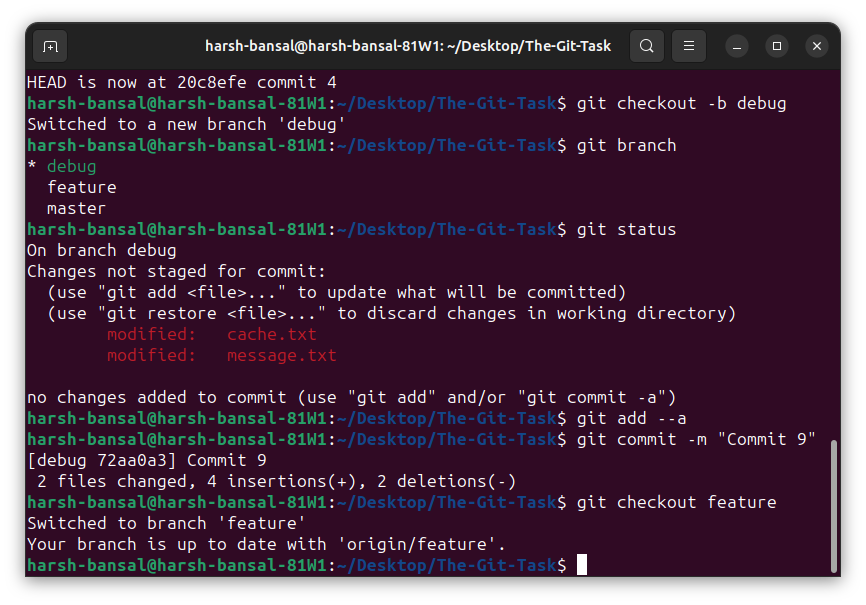 harsh-bansal@harsh-bansal-81W1: ~/Desktop/The-Git-Task
HEAD is now at 20c8efe commit 4
harsh-bansal@harsh-bansal-81W1:~/Desktop/The-Git-Task$ git checkout -b debug
Switched to a new branch 'debug'
harsh-bansal@harsh-bansal-81W1:~/Desktop/The-Git-Task$ git branch
* debug
  feature
  master
harsh-bansal@harsh-bansal-81W1:~/Desktop/The-Git-Task$ git status
On branch debug
Changes not staged for commit:
  (use "git add <file>..." to update what will be committed)
  (use "git restore <file>..." to discard changes in working directory)
        modified:   cache.txt
        modified:   message.txt

no changes added to commit (use "git add" and/or "git commit -a")
harsh-bansal@harsh-bansal-81W1:~/Desktop/The-Git-Task$ git add --a
harsh-bansal@harsh-bansal-81W1:~/Desktop/The-Git-Task$ git commit -m "Commit 9"
[debug 72aa0a3] Commit 9
 2 files changed, 4 insertions(+), 2 deletions(-)
harsh-bansal@harsh-bansal-81W1:~/Desktop/The-Git-Task$ git checkout feature
Switched to branch 'feature'
Your branch is up to date with 'origin/feature'.
harsh-bansal@harsh-bansal-81W1:~/Desktop/The-Git-Task$